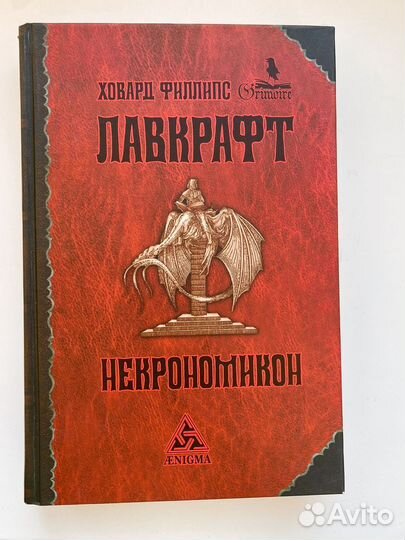 ХОВАРД ФИЛЛИПС
Grimoire
ЛАВКРАФТ
НЕКРОНОМИКОН
ÆNIGMA
Avito